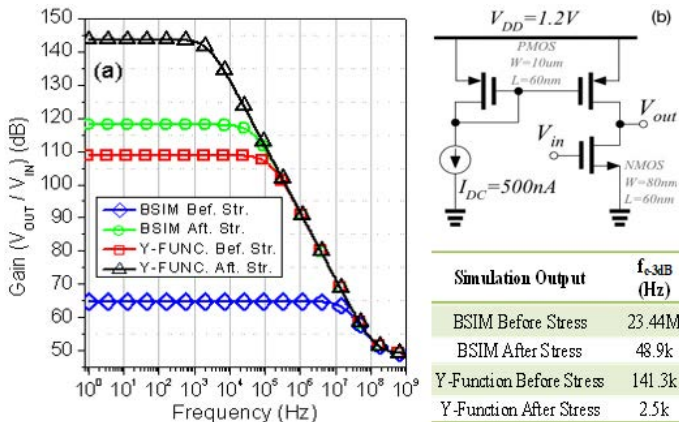 (a)
Gain (V_OUT / V_IN) (dB)
150
140
130
120
110
100
90
80
70
60
50
BSIM Bef. Str.
BSIM Aft. Str.
Y-FUNC. Bef. Str.
Y-FUNC. Aft. Str.
10^0 10^1 10^2 10^3 10^4 10^5 10^6 10^7 10^8 10^9
Frequency (Hz)
(b)
V_DD=1.2V
PMOS
W=10um
L=60nm
V_out
V_in
I_DC=500nA
NMOS
W=80nm
L=60nm
Simulation Output f_c-3dB (Hz)
BSIM Before Stress 23.44M
BSIM After Stress 48.9k
Y-Function Before Stress 141.3k
Y-Function After Stress 2.5k